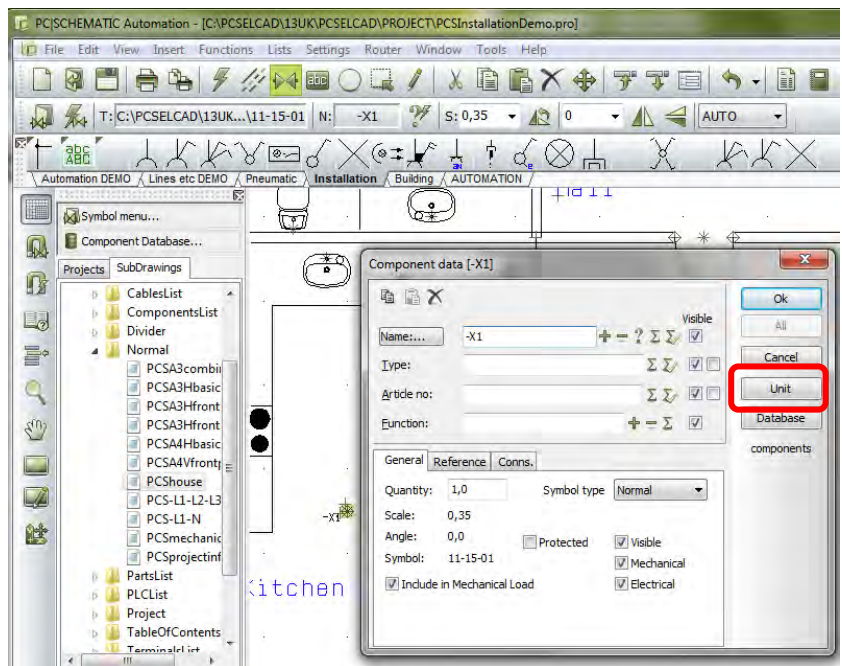 PC|SCHEMATIC Automation - [C:\PCSELCAD\13UK\PCSELCAD\PROJECT\PCSInstallationDemo.pro]
File Edit View Insert Functions Lists Settings Router Window Tools Help
T: C:\PCSELCAD\13UK...\11-15-01 N: -X1 S: 0,35 0 AUTO
abc
ABC
Automation DEMO Lines etc DEMO Pneumatic Installation Building AUTOMATION
Symbol menu...
Component Database...
Projects SubDrawings
CablesList
ComponentsList
Divider
Normal
PCSA3combi
PCSA3Hbasic
PCSA3Hfront
PCSA3Hfront
PCSA4Hbasic
PCSA4Vfront
PCShouse
PCS-L1-L2-L3
PCS-L1-N
PCSmechanic
PCSprojectinf
PartsList
PLCList
Project
TableOfContents
TerminalsList
-X1
Kitchen
Component data [-X1]
Visible
Name:... -X1
Type:
Article no:
Function:
Ok
All
Cancel
Unit
Database
components
General Reference Conns.
Quantity: 1,0 Symbol type Normal
Scale: 0,35
Angle: 0,0 Protected Visible
Symbol: 11-15-01 Mechanical
Include in Mechanical Load Electrical